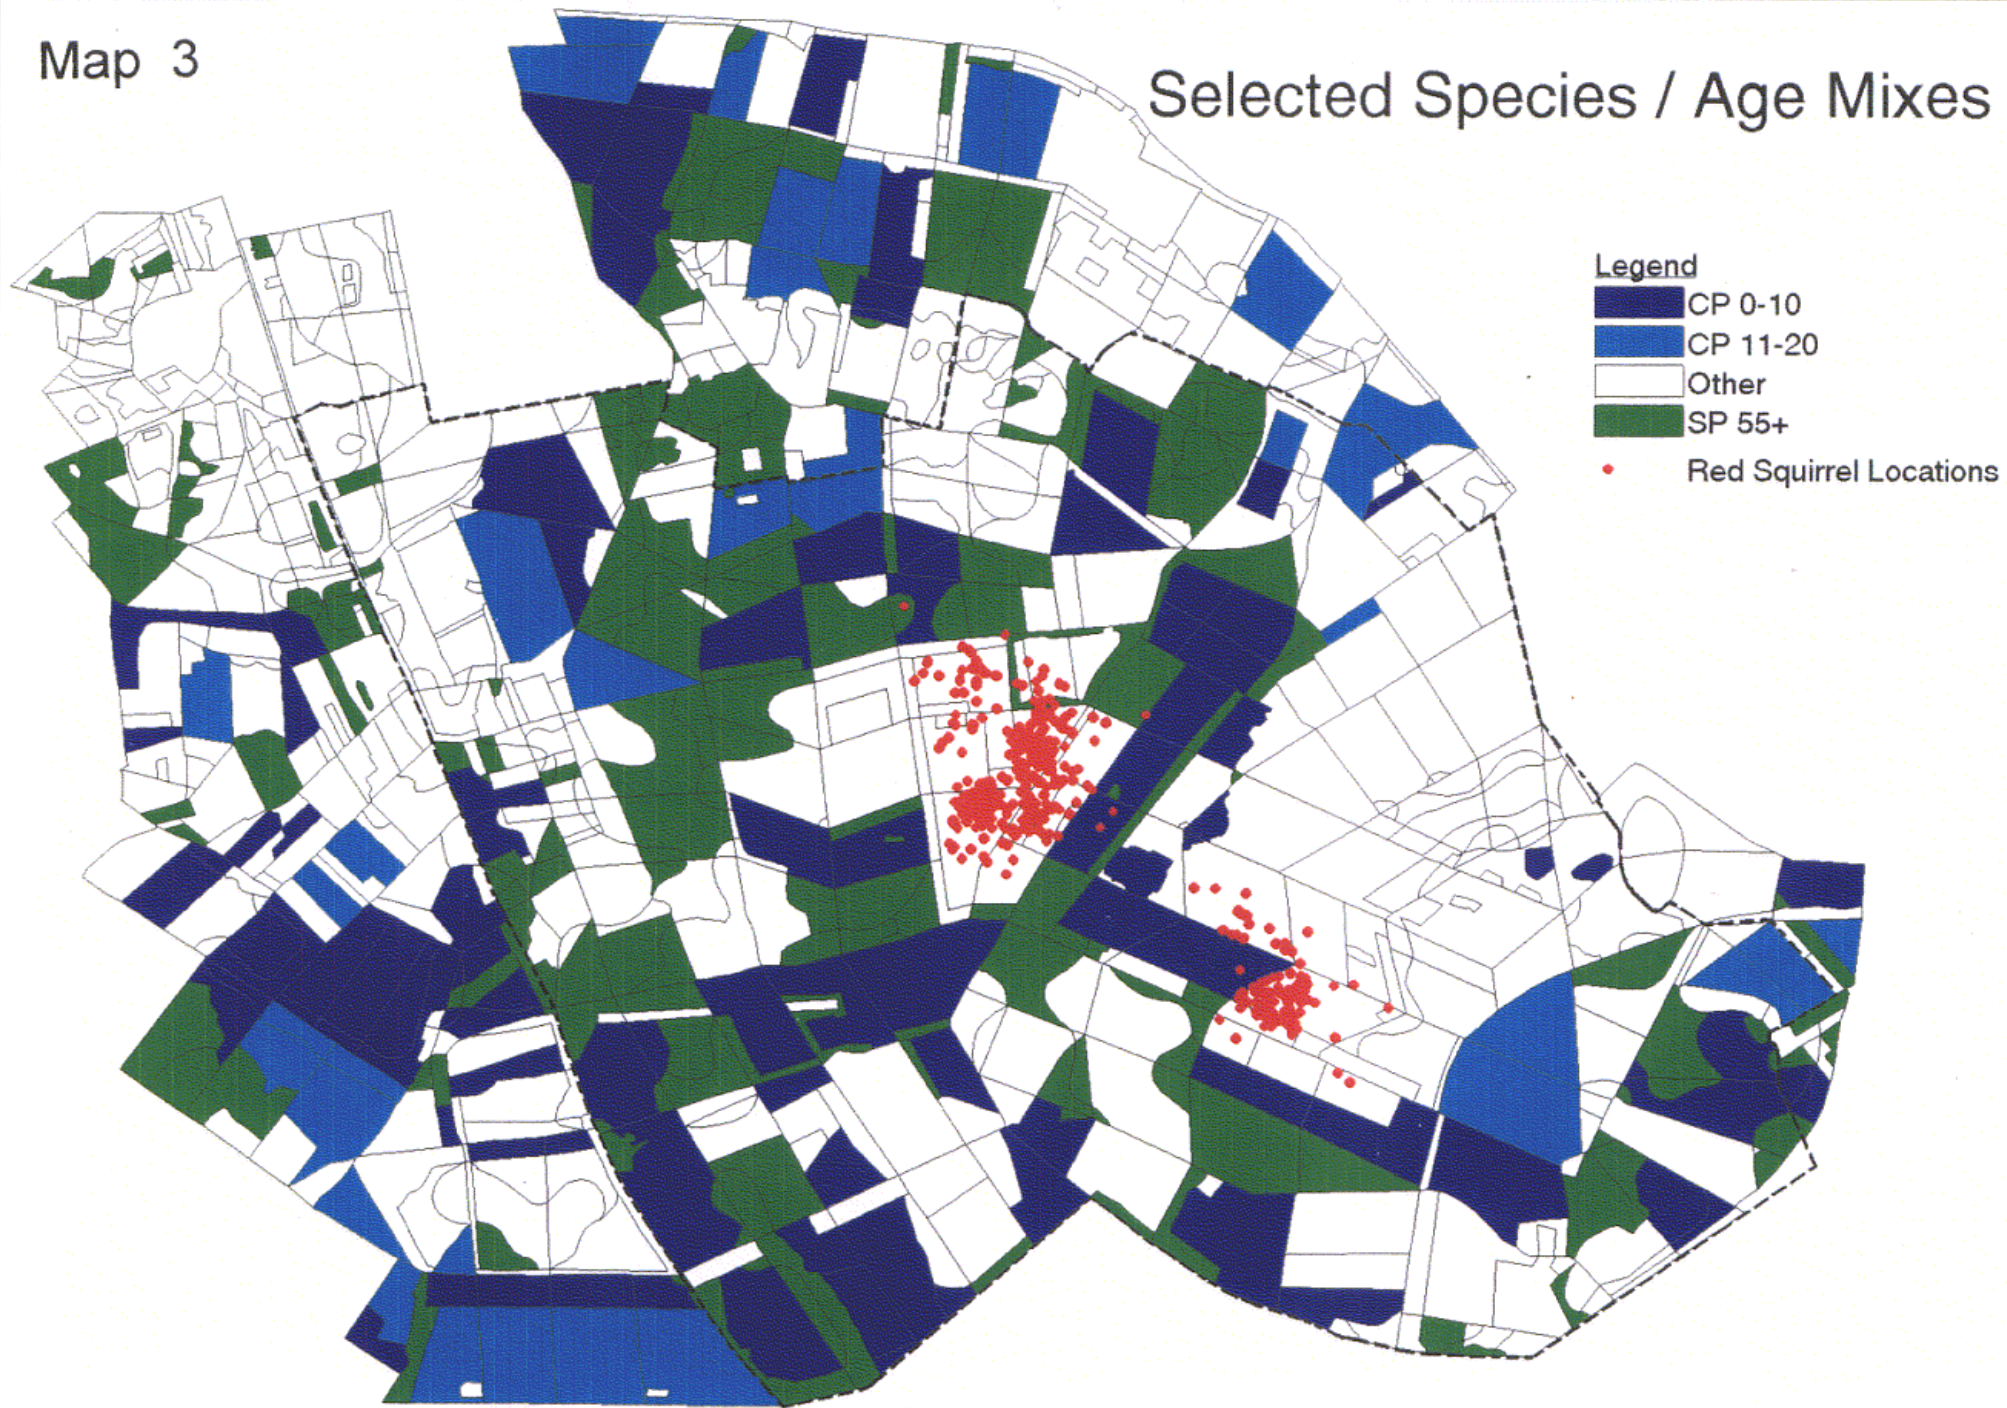 Map 3
Selected Species / Age Mixes
Legend
CP 0-10
CP 11-20
Other
SP 55+
Red Squirrel Locations